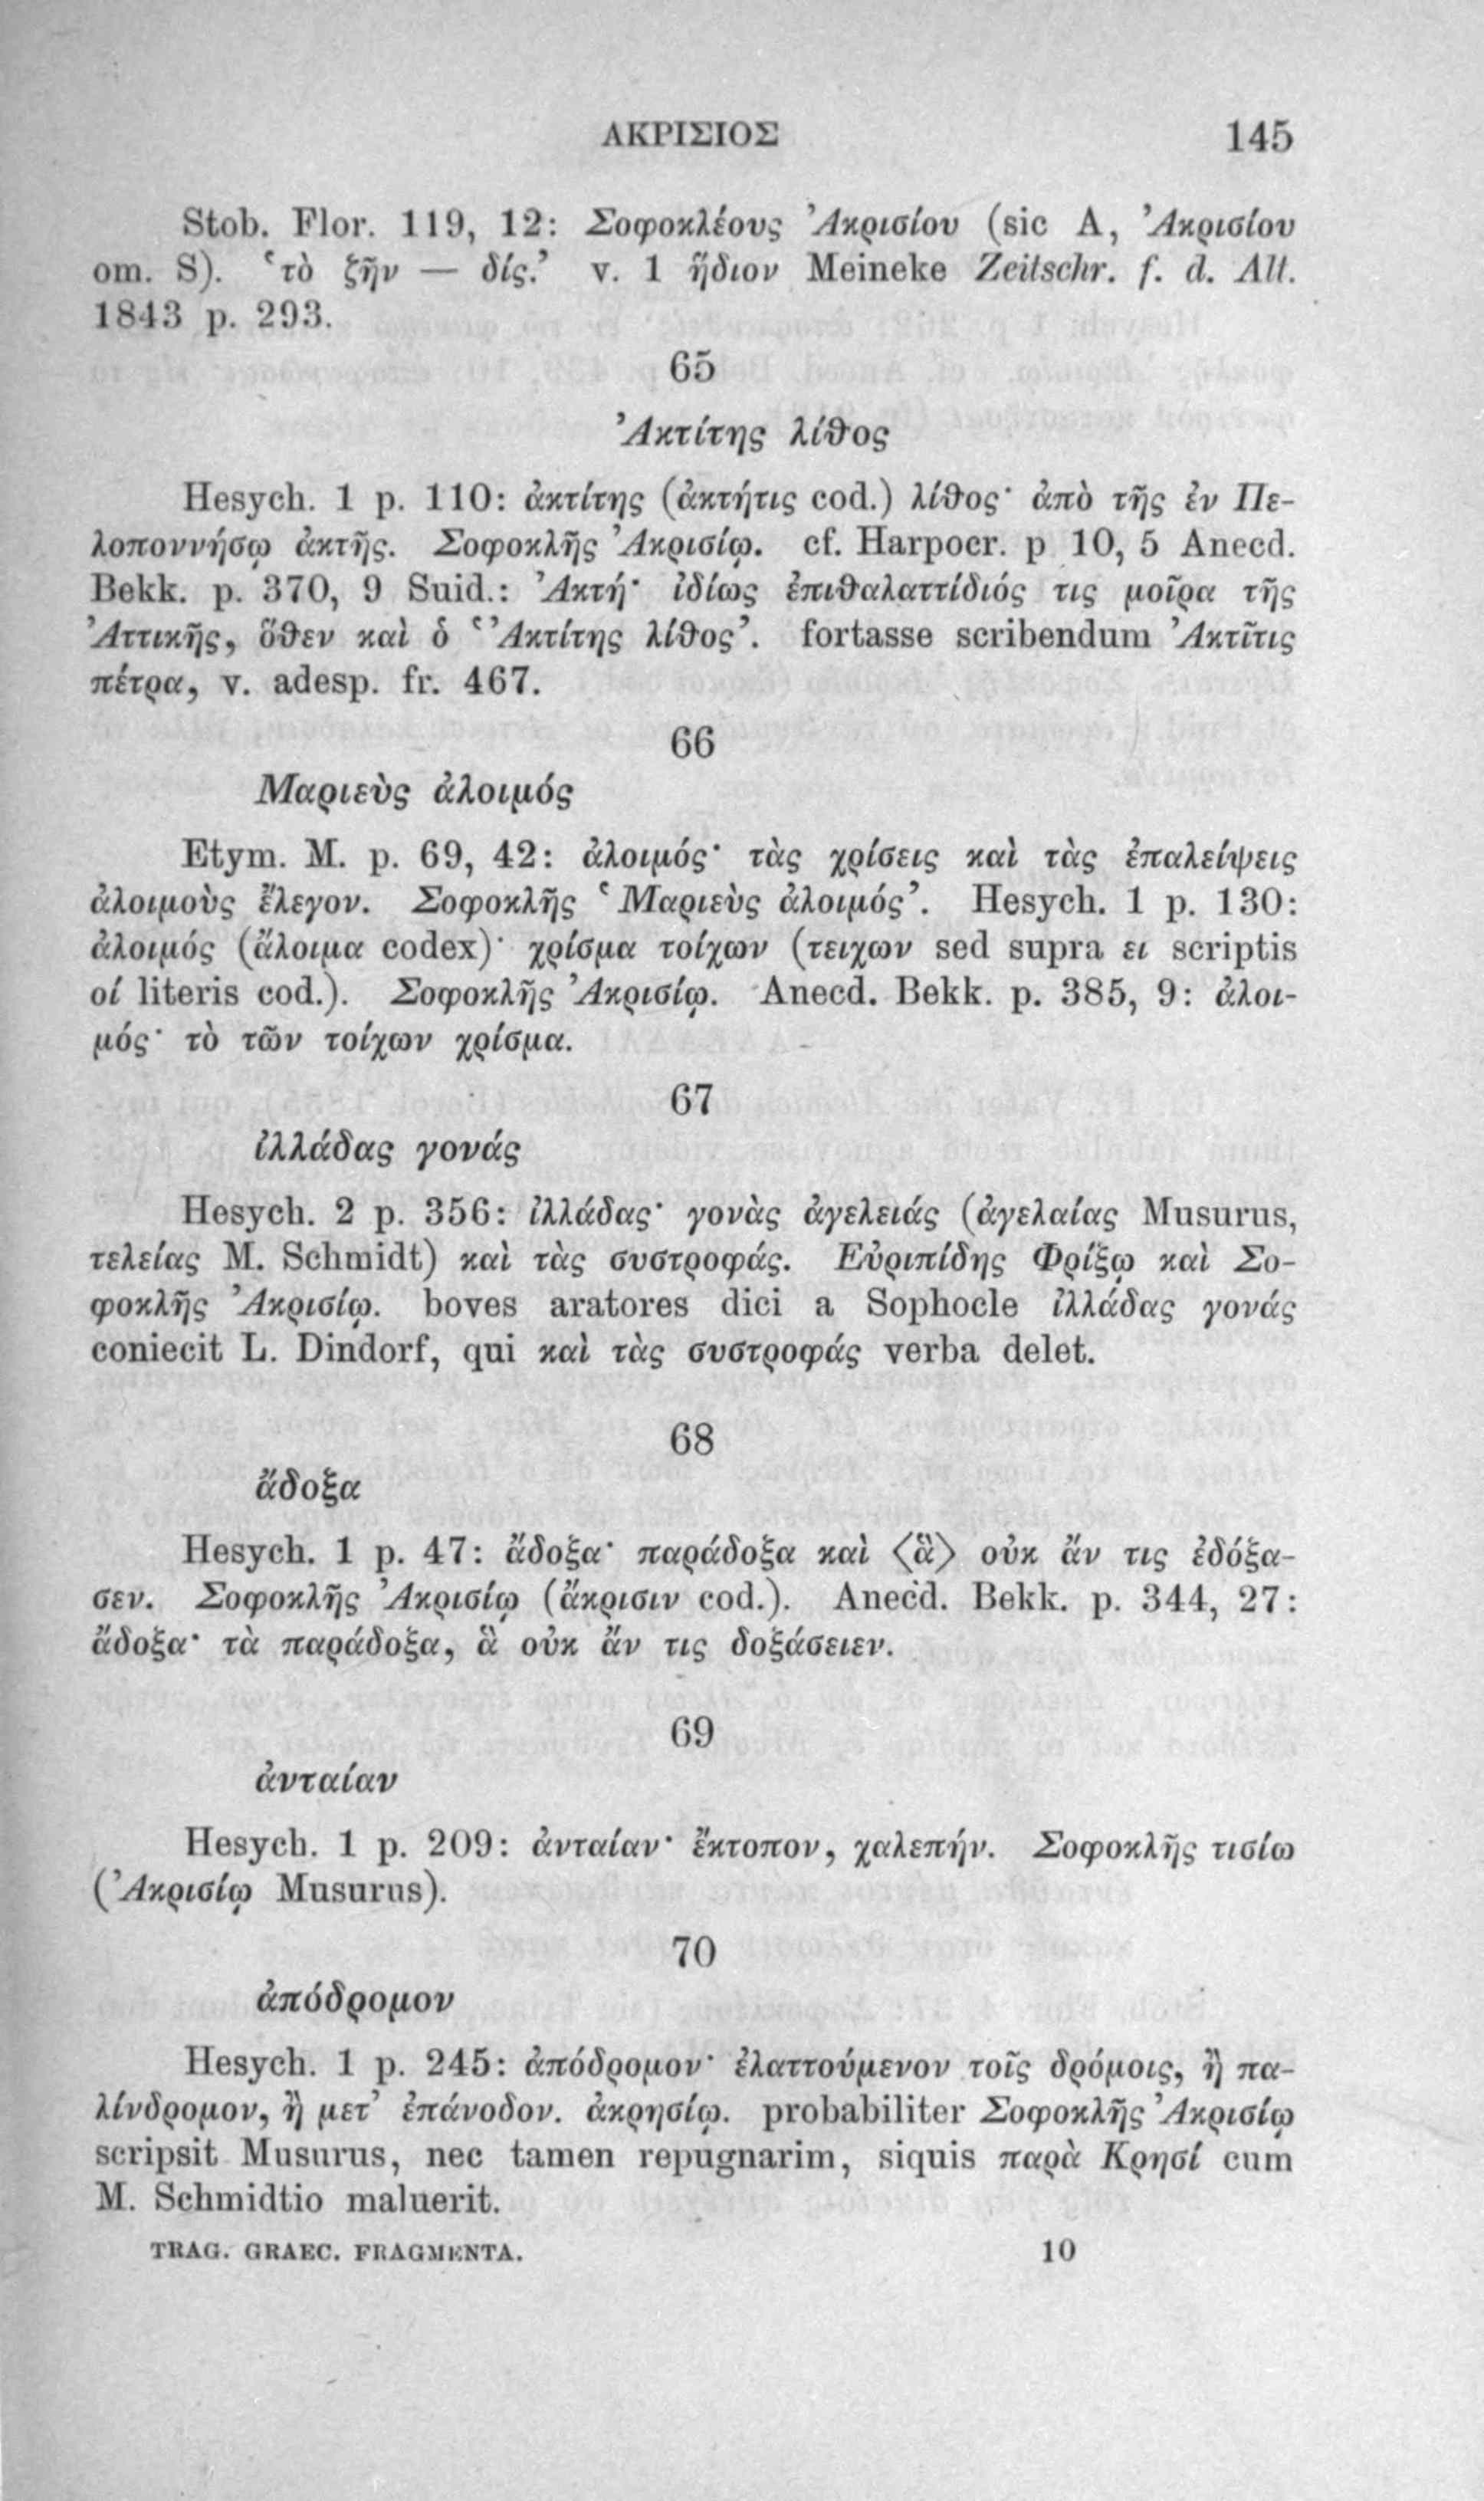 ΑΚΡΙΣΙΟΣ 145
Stob. Flor. 119, 12: Σοφοκλέους Ἀκρισίου (sic A, Ἀκρισίου
om. S). ‘τὸ ζῆν — δίς.’ v. 1 ἥδιον Meineke Zeitschr. f. d. Alt.
1843 p. 293.
65
Ἀκτίτης λίθος
Hesych. 1 p. 110: ἀκτίτης (ἀκτήτις cod.) λίθος· ἀπὸ τῆς ἐν Πε-
λοποννήσῳ ἀκτῆς. Σοφοκλῆς Ἀκρισίῳ. cf. Harpocr. p 10, 5 Anecd.
Bekk. p. 370, 9 Suid.: Ἀκτή· ἰδίως ἐπιθαλαττίδιός τις μοῖρα τῆς
Ἀττικῆς, ὅθεν καὶ ὁ ‘Ἀκτίτης λίθος’. fortasse scribendum Ἀκτῖτις
πέτρα, v. adesp. fr. 467.
66
Μαριεὺς ἀλοιμός
Etym. M. p. 69, 42: ἀλοιμός· τὰς χρίσεις καὶ τὰς ἐπαλείψεις
ἀλοιμοὺς ἔλεγον. Σοφοκλῆς ‘Μαριεὺς ἀλοιμός’. Hesych. 1 p. 130:
ἀλοιμός (ἄλοιμα codex)· χρίσμα τοίχων (τειχων sed supra ει scriptis
οί literis cod.). Σοφοκλῆς Ἀκρισίῳ. Anecd. Bekk. p. 385, 9: ἀλοι-
μός· τὸ τῶν τοίχων χρίσμα.
67
ἰλλάδας γονάς
Hesych. 2 p. 356: ἰλλάδας· γονὰς ἀγελειάς (ἀγελαίας Musurus,
τελείας M. Schmidt) καὶ τὰς συστροφάς. Εὐριπίδης Φρίξῳ καὶ Σο-
φοκλῆς Ἀκρισίῳ. boves aratores dici a Sophocle ἰλλάδας γονάς
coniecit L. Dindorf, qui καὶ τὰς συστροφάς verba delet.
68
ἄδοξα
Hesych. 1 p. 47: ἄδοξα· παράδοξα καὶ ⟨ἃ⟩ οὐκ ἄν τις ἐδόξα-
σεν. Σοφοκλῆς Ἀκρισίῳ (ἄκρισιν cod.). Anecd. Bekk. p. 344, 27:
ἄδοξα· τὰ παράδοξα, ἃ οὐκ ἄν τις δοξάσειεν.
69
ἀνταίαν
Hesych. 1 p. 209: ἀνταίαν· ἔκτοπον, χαλεπήν. Σοφοκλῆς τισίω
(Ἀκρισίῳ Musurus).
70
ἀπόδρομον
Hesych. 1 p. 245: ἀπόδρομον· ἐλαττούμενον τοῖς δρόμοις, ἢ πα-
λίνδρομον, ἢ μετ’ ἐπάνοδον. ἀκρησίῳ. probabiliter Σοφοκλῆς Ἀκρισίῳ
scripsit Musurus, nec tamen repugnarim, siquis παρὰ Κρησί cum
M. Schmidtio maluerit.
TRAG. GRAEC. FRAGMENTA. 10